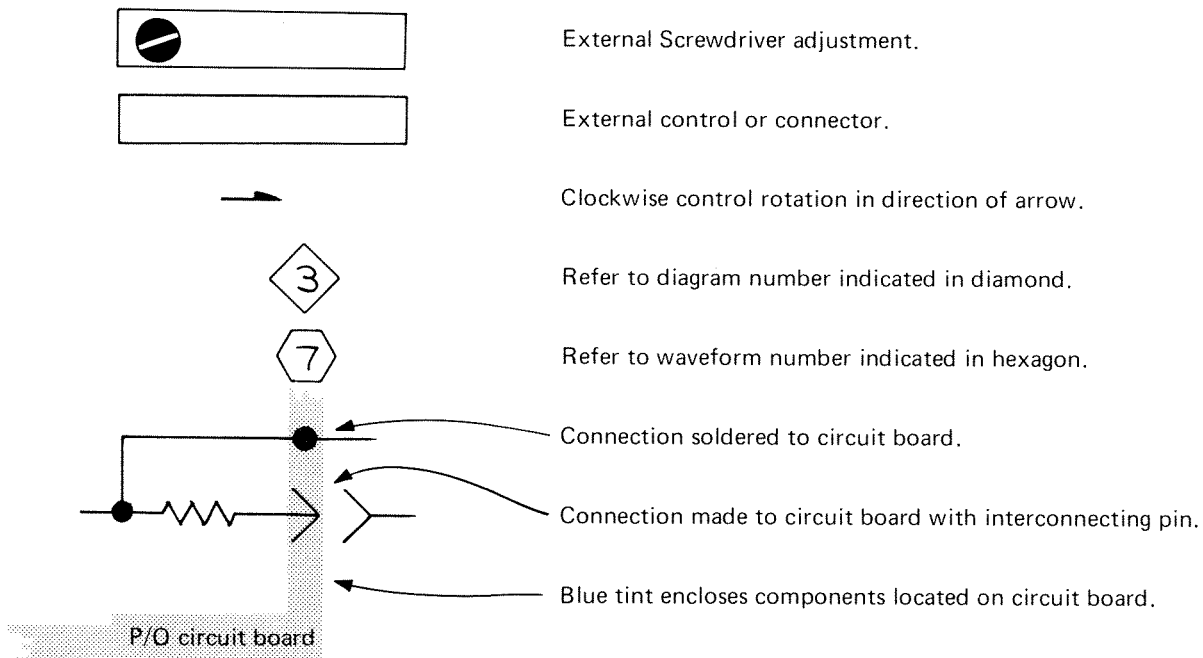 External Screwdriver adjustment.
External control or connector.
Clockwise control rotation in direction of arrow.
3
Refer to diagram number indicated in diamond.
7
Refer to waveform number indicated in hexagon.
Connection soldered to circuit board.
Connection made to circuit board with interconnecting pin.
Blue tint encloses components located on circuit board.
P/O circuit board